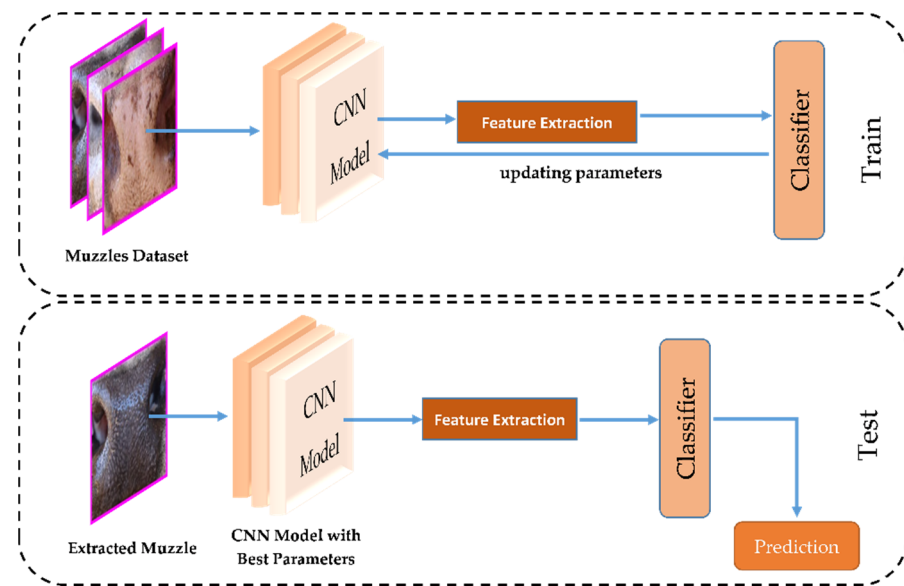 CNN
Model
Feature Extraction
updating parameters
Classifier
Train
Muzzles Dataset
CNN
Model
Feature Extraction
Classifier
Test
Prediction
Extracted Muzzle
CNN Model with
Best Parameters